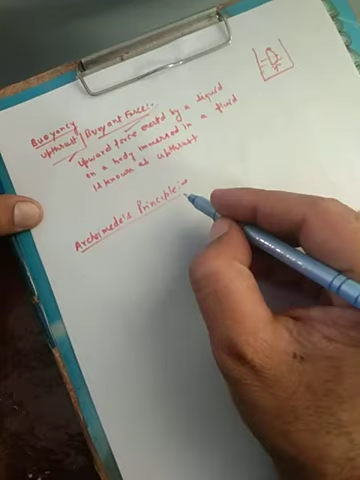 Buoyancy
Upthrust / Buoyant Force:-
Upward force exerted by a liquid
on a body immersed in a fluid
is known as upthrust
Archimede's Principle:→